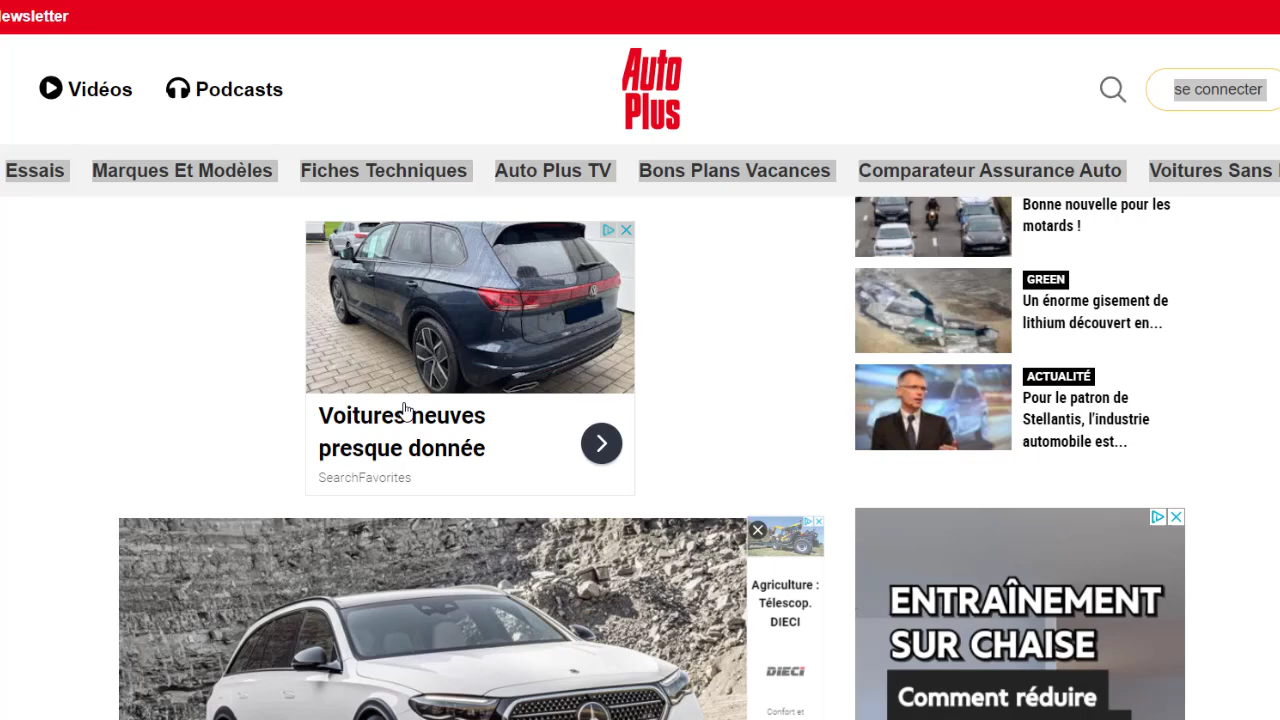 ewsletter
Vidéos
Podcasts
Auto
Plus
se connecter
Essais
Marques Et Modèles
Fiches Techniques
Auto Plus TV
Bons Plans Vacances
Comparateur Assurance Auto
Voitures Sans
Bonne nouvelle pour les
motards !
GREEN
Un énorme gisement de
lithium découvert en...
ACTUALITÉ
Pour le patron de
Stellantis, l'industrie
automobile est...
Voitures neuves
presque donnée
SearchFavorites
Agriculture :
Télescop.
DIECI
DIECI
Confort et
ENTRAÎNEMENT
SUR CHAISE
Comment réduire